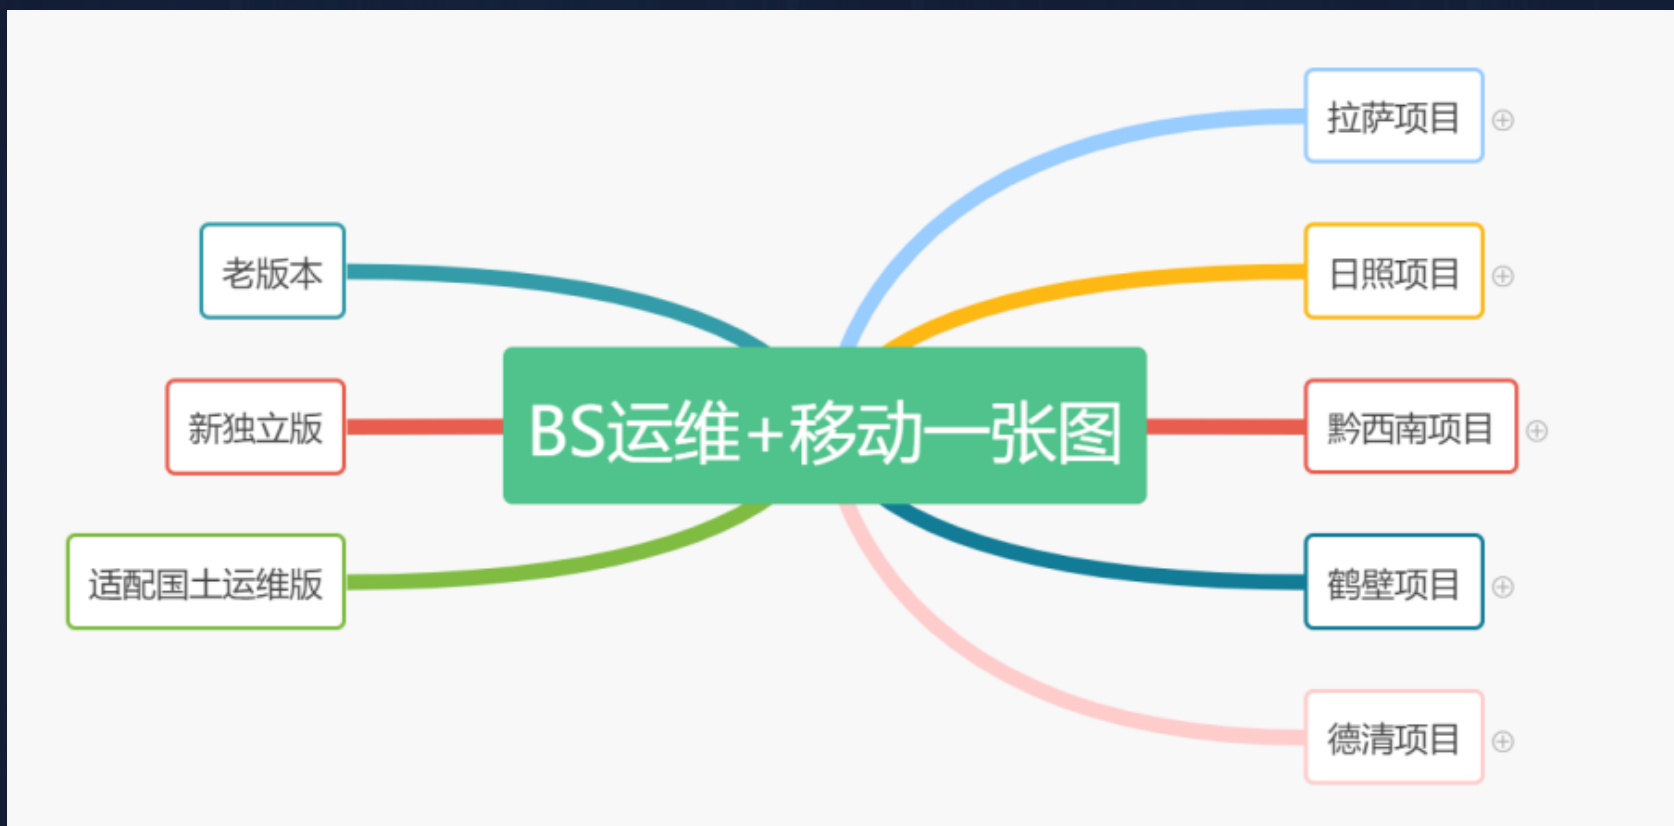 拉萨项目
老版本
日照项目
新独立版
BS运维+移动一张图
黔西南项目
适配国土运维版
鹤壁项目
德清项目